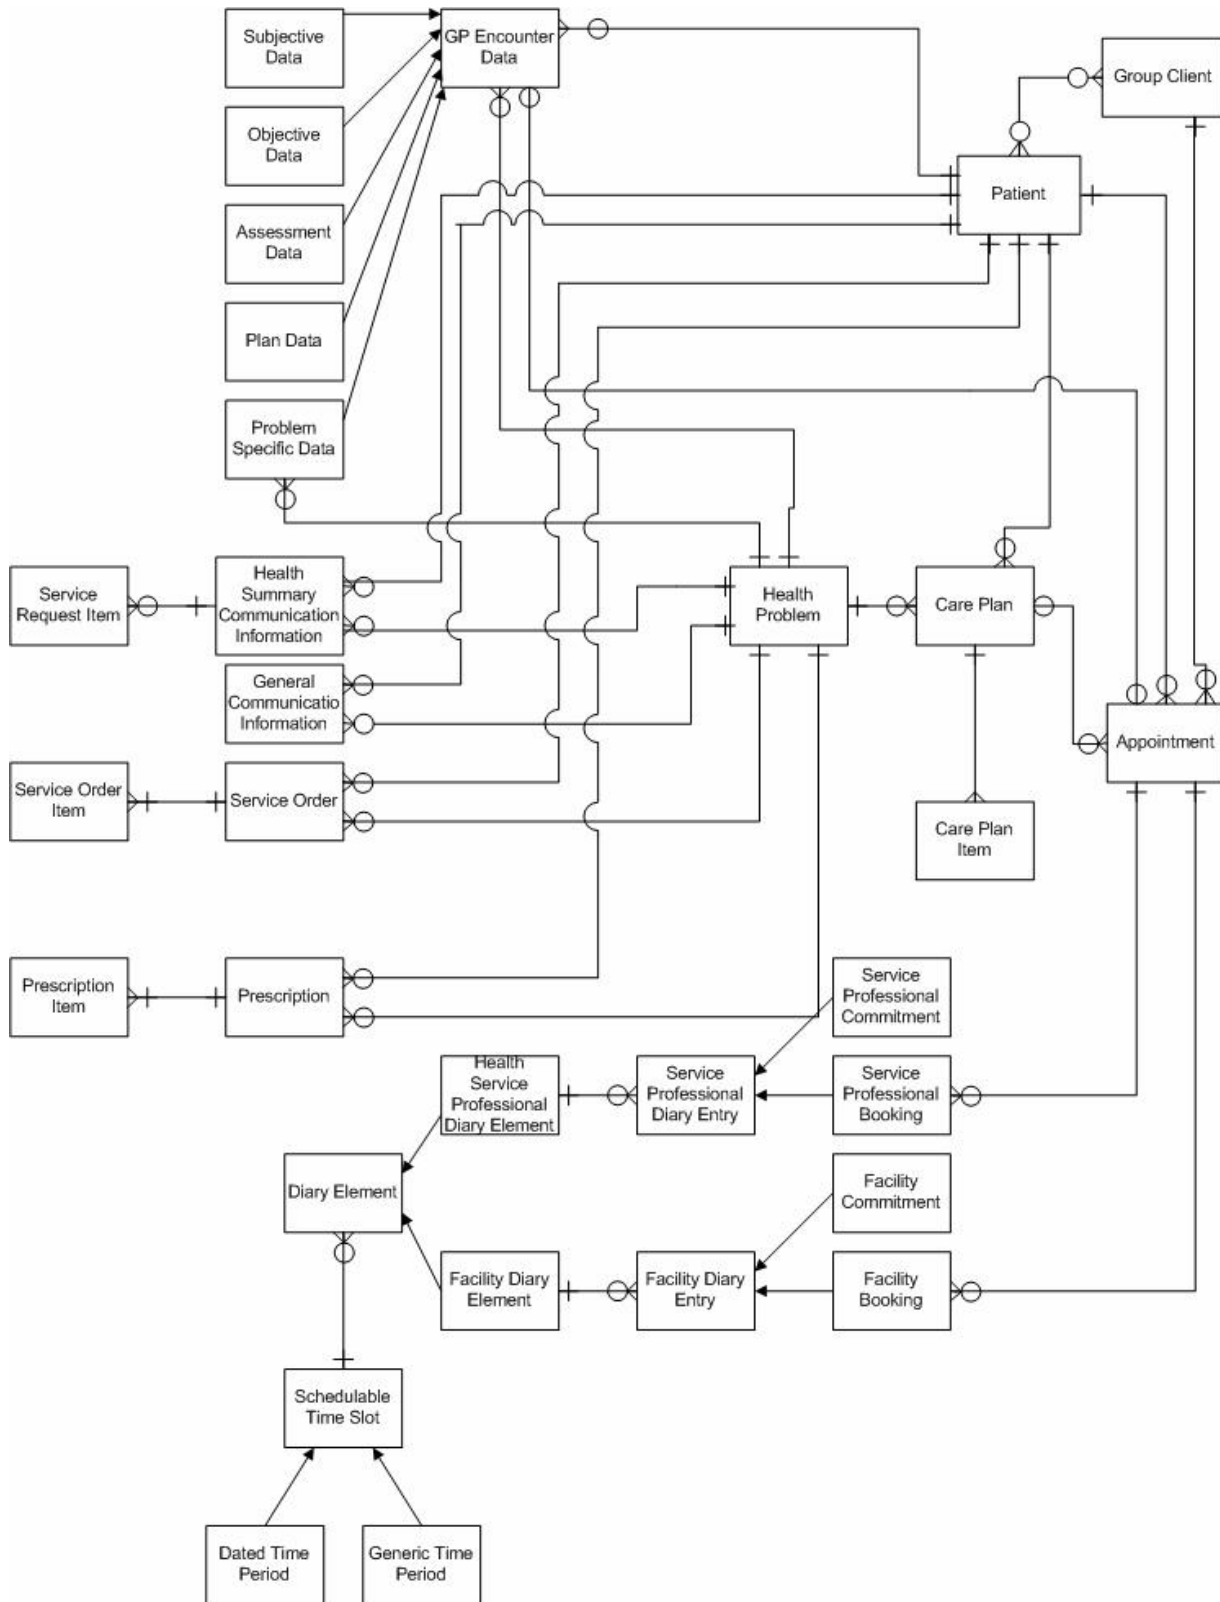 Subjective
Data
GP Encounter
Data
Group Client
Objective
Data
Patient
Assessment
Data
Plan Data
Problem
Specific Data
Service
Request Item
Health
Summary
Communication
Information
Health
Problem
Care Plan
General
Communicatio
Information
Appointment
Service Order
Item
Service Order
Care Plan
Item
Prescription
Item
Prescription
Service
Professional
Commitment
Health
Service
Professional
Diary Element
Service
Professional
Diary Entry
Service
Professional
Booking
Diary Element
Facility
Commitment
Facility Diary
Element
Facility Diary
Entry
Facility
Booking
Schedulable
Time Slot
Dated Time
Period
Generic Time
Period